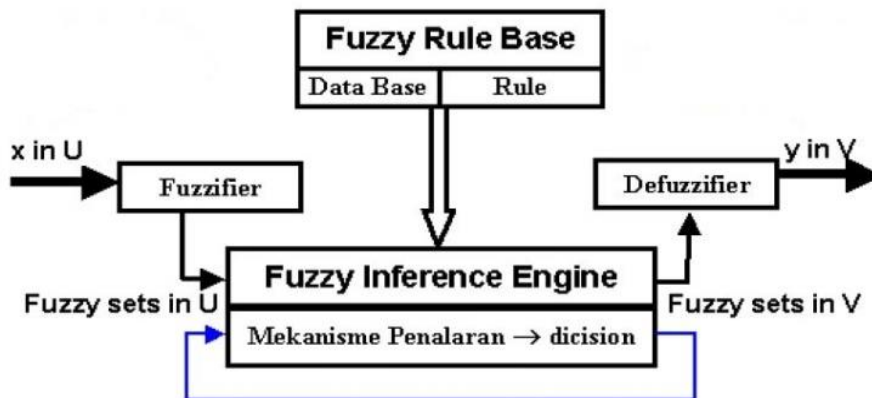 Fuzzy Rule Base
Data Base
Rule
x in U
y in V
Fuzzifier
Defuzzifier
Fuzzy Inference Engine
Fuzzy sets in U
Fuzzy sets in V
Mekanisme Penalaran → dicision